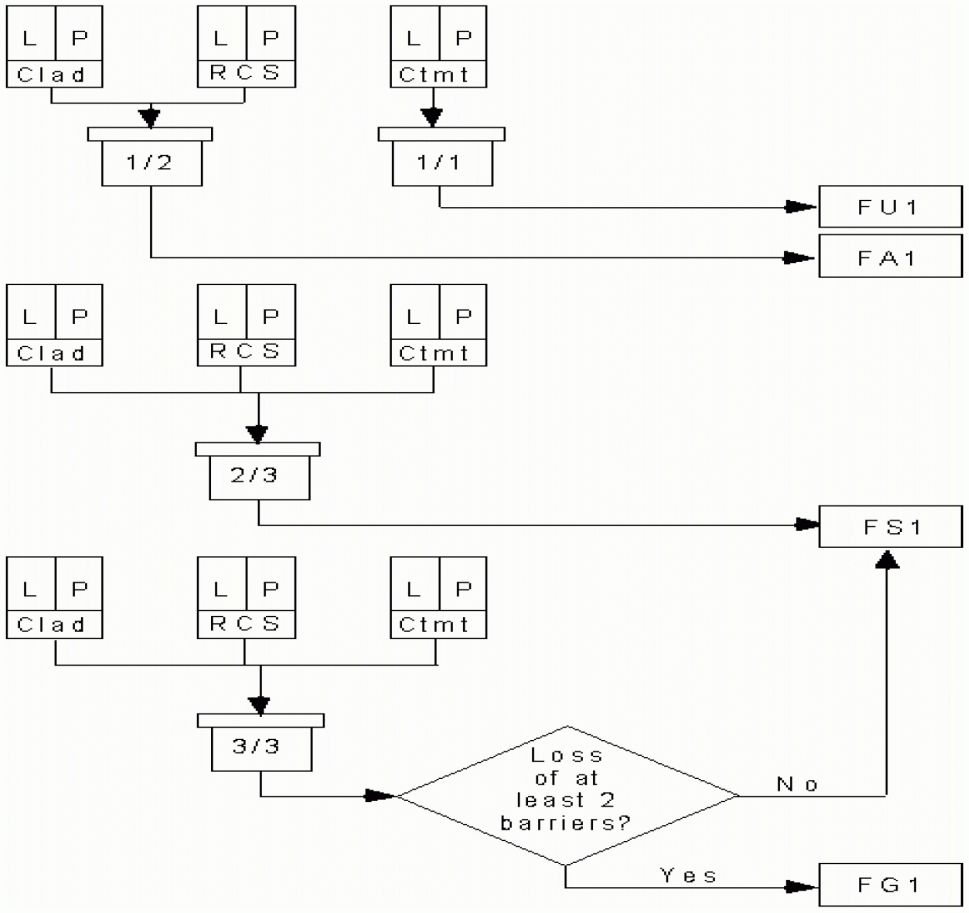 L P L P L P
Clad RCS Ctmt
1/2 1/1
FU1
FA1
L P L P L P
Clad RCS Ctmt
2/3
FS1
L P L P L P
Clad RCS Ctmt
3/3
Loss
of at
least 2
barriers?
No
Yes
FG1